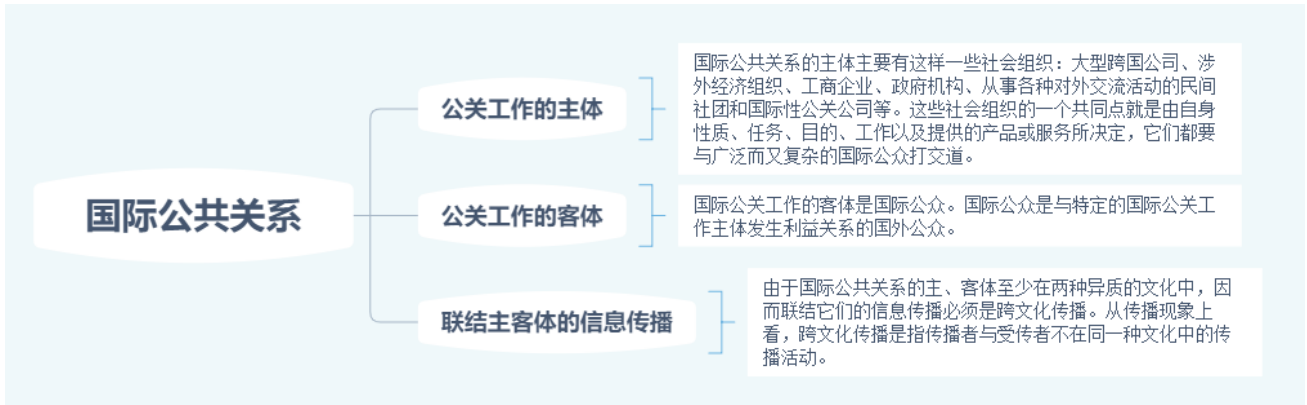 国际公共关系
公关工作的主体
国际公共关系的主体主要有这样一些社会组织：大型跨国公司、涉
外经济组织、工商企业、政府机构、从事各种对外交流活动的民间
社团和国际性公关公司等。这些社会组织的一个共同点就是由自身
性质、任务、目的、工作以及提供的产品或服务所决定，它们都要
与广泛而又复杂的国际公众打交道。
公关工作的客体
国际公关工作的客体是国际公众。国际公众是与特定的国际公关工
作主体发生利益关系的国外公众。
联结主客体的信息传播
由于国际公共关系的主、客体至少在两种异质的文化中，因
而联结它们的信息传播必须是跨文化传播。从传播现象上
看，跨文化传播是指传播者与受传者不在同一种文化中的传
播活动。